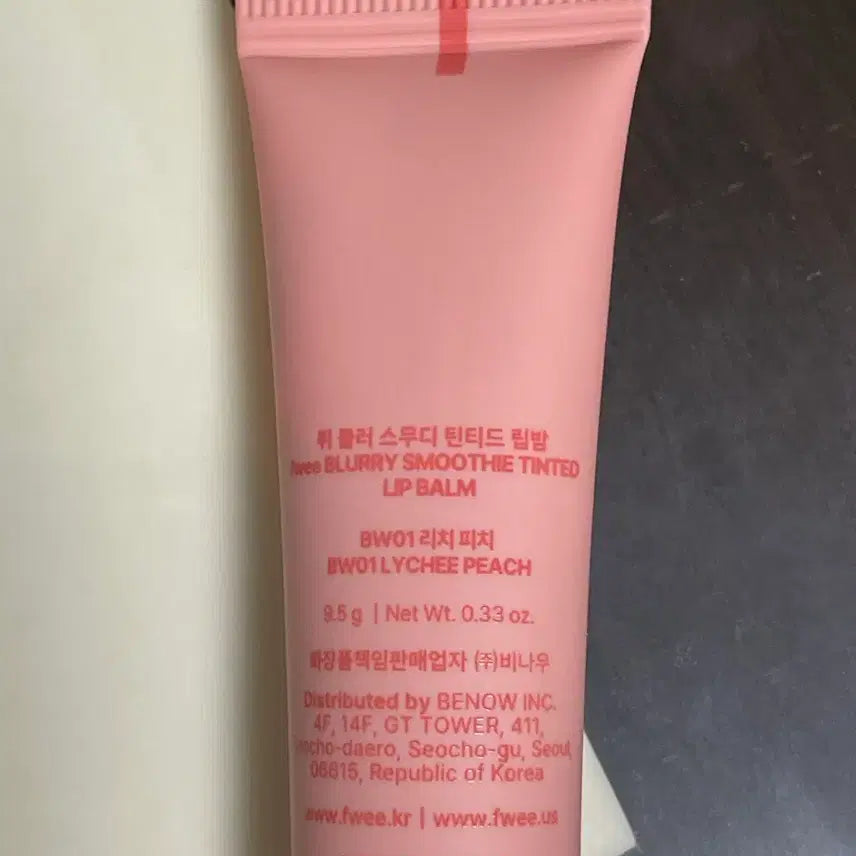 퓌 블러 스무디 틴티드 립밤
fwee BLURRY SMOOTHIE TINTED
LIP BALM
BW01 리치 피치
BW01 LYCHEE PEACH
9.5 g | Net Wt. 0.33 oz.
화장품책임판매업자 (주)비나우
Distributed by BENOW INC.
4F, 14F, GT TOWER, 411,
Seocho-daero, Seocho-gu, Seoul,
06615, Republic of Korea
www.fwee.kr | www.fwee.us